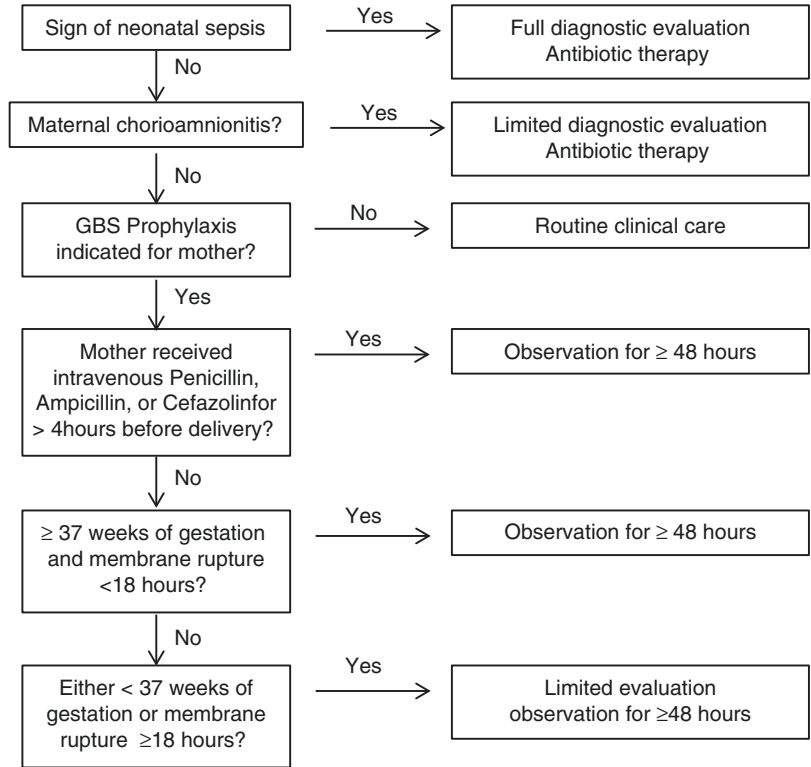 Sign of neonatal sepsis
Yes
Full diagnostic evaluation
Antibiotic therapy
No
Maternal chorioamnionitis?
Yes
Limited diagnostic evaluation
Antibiotic therapy
No
GBS Prophylaxis
indicated for mother?
No
Routine clinical care
Yes
Mother received
intravenous Penicillin,
Ampicillin, or Cefazolinfor
> 4hours before delivery?
Yes
Observation for ≥ 48 hours
No
≥ 37 weeks of gestation
and membrane rupture
<18 hours?
Yes
Observation for ≥ 48 hours
No
Either < 37 weeks of
gestation or membrane
rupture ≥18 hours?
Yes
Limited evaluation
observation for ≥48 hours